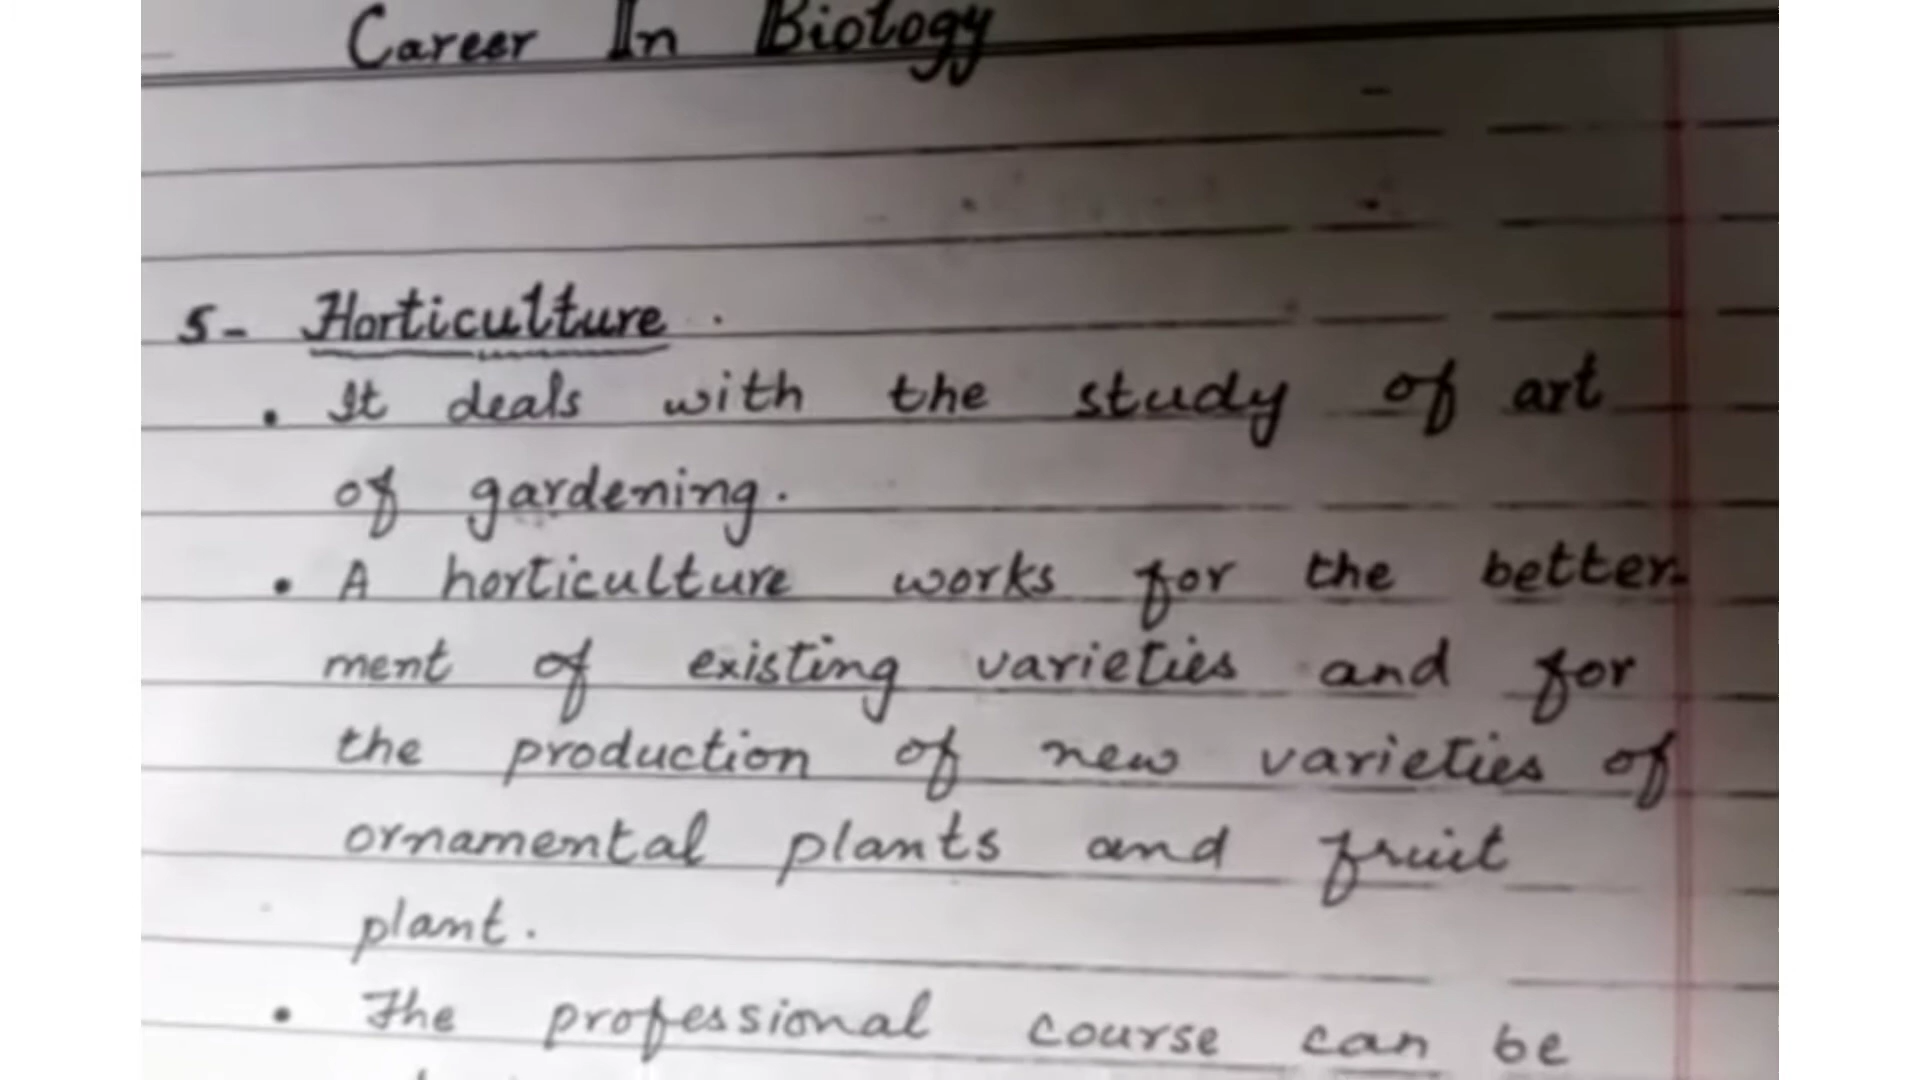 Career In Biology
5- Horticulture.
• It deals with the study of art
of gardening.
• A horticulture works for the better-
ment of existing varieties and for
the production of new varieties of
ornamental plants and fruit
plant.
• The professional course can be